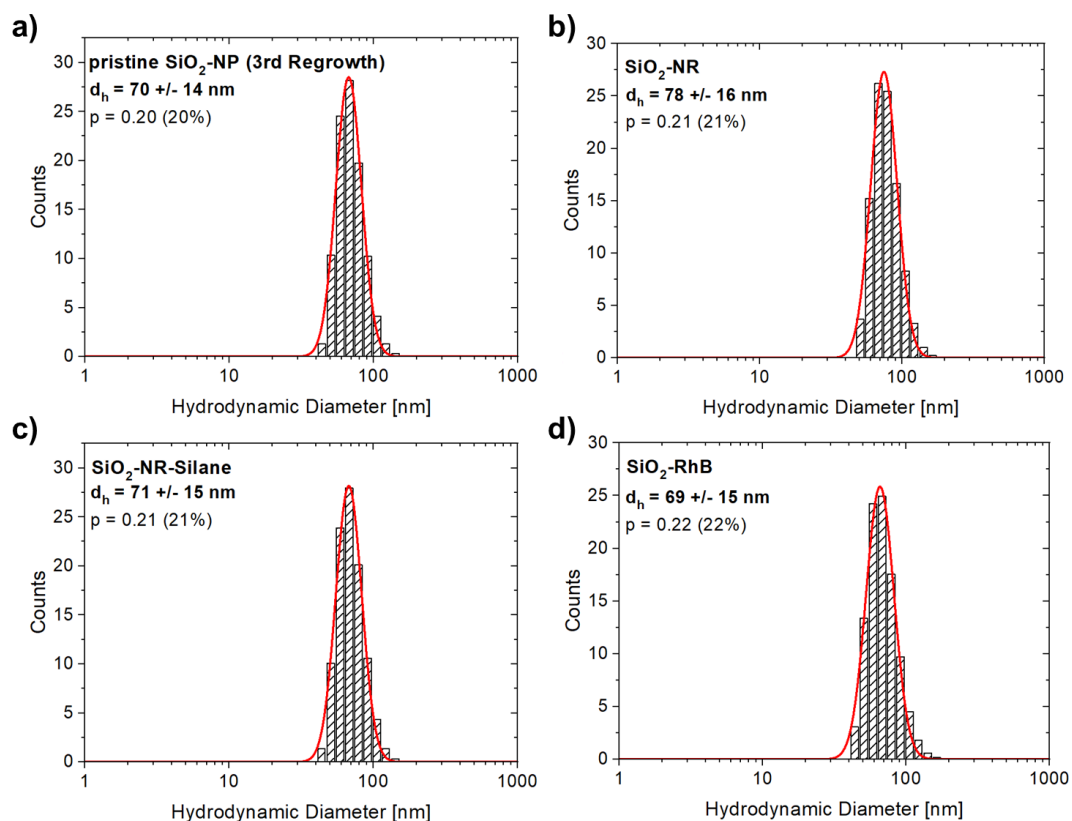 a)
pristine SiO₂-NP (3rd Regrowth)
dₕ = 70 +/- 14 nm
p = 0.20 (20%)
30
25
20
15
10
5
0
Counts
1
10
100
1000
Hydrodynamic Diameter [nm]
b)
SiO₂-NR
dₕ = 78 +/- 16 nm
p = 0.21 (21%)
30
25
20
15
10
5
0
Counts
1
10
100
1000
Hydrodynamic Diameter [nm]
c)
SiO₂-NR-Silane
dₕ = 71 +/- 15 nm
p = 0.21 (21%)
30
25
20
15
10
5
0
Counts
1
10
100
1000
Hydrodynamic Diameter [nm]
d)
SiO₂-RhB
dₕ = 69 +/- 15 nm
p = 0.22 (22%)
30
25
20
15
10
5
0
Counts
1
10
100
1000
Hydrodynamic Diameter [nm]